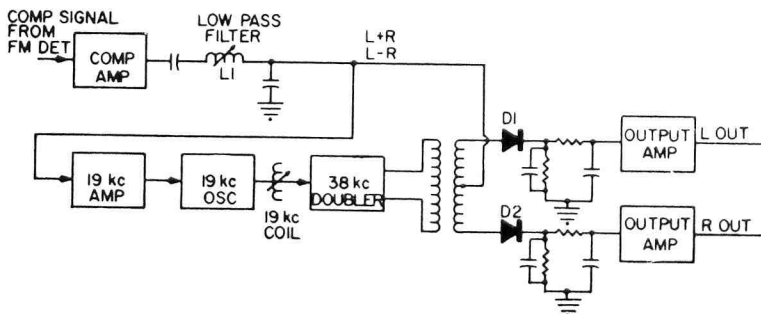 COMP SIGNAL
FROM
FM DET
COMP
AMP
LOW PASS
FILTER
L1
L+R
L-R
19 kc
AMP
19 kc
OSC
19 kc
COIL
38 kc
DOUBLER
D1
OUTPUT
AMP
L OUT
D2
OUTPUT
AMP
R OUT